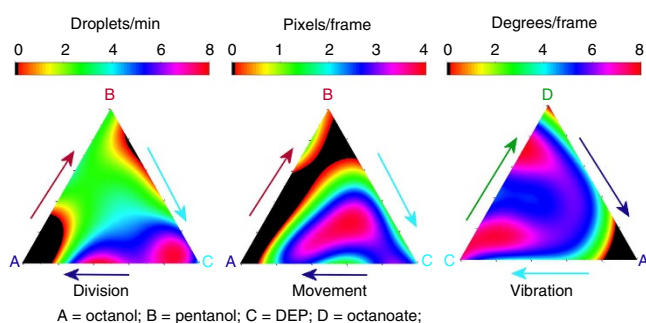 Droplets/min Pixels/frame Degrees/frame
0 2 4 6 8 0 1 2 3 4 0 2 4 6 8
B B D
A C A C C A
Division Movement Vibration
A = octanol; B = pentanol; C = DEP; D = octanoate;